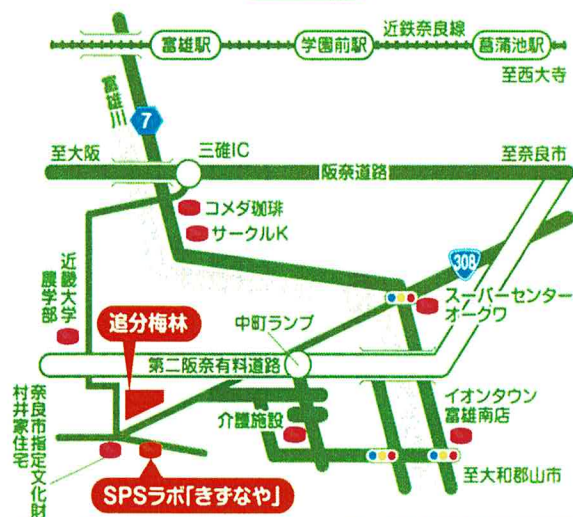 近鉄奈良線
富雄駅
学園前駅
菖蒲池駅
至西大寺
富雄川
7
三碓IC
至大阪
阪奈道路
至奈良市
コメダ珈琲
サークルK
308
近畿大学
農学部
スーパーセンター
オークワ
追分梅林
中町ランプ
第二阪奈有料道路
イオンタウン
富雄南店
介護施設
奈良市指定文化財
村井家住宅
至大和郡山市
SPSラボ「きずなや」